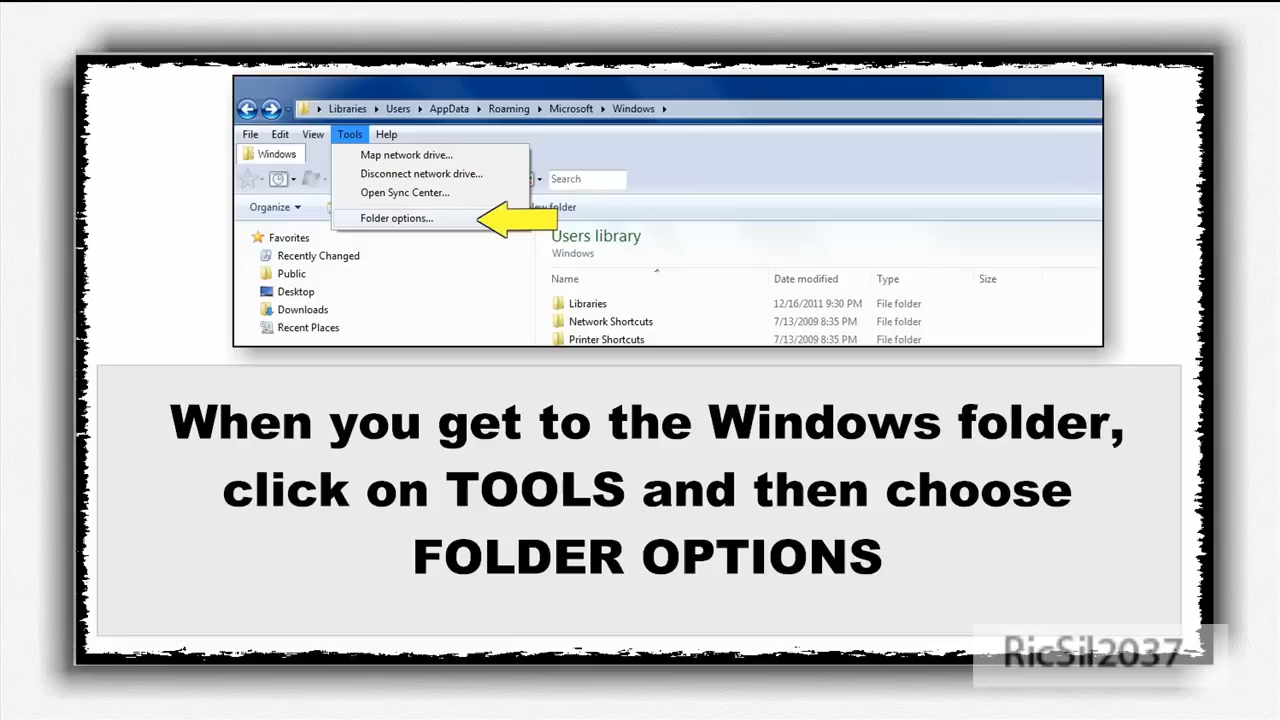 Libraries Users AppData Roaming Microsoft Windows
File Edit View Tools Help
Windows
Map network drive...
Disconnect network drive...
Open Sync Center...
Folder options...
Search
Organize
New folder
Favorites
Recently Changed
Public
Desktop
Downloads
Recent Places
Users library
Windows
Name Date modified Type Size
Libraries 12/16/2011 9:30 PM File folder
Network Shortcuts 7/13/2009 8:35 PM File folder
Printer Shortcuts 7/13/2009 8:35 PM File folder
When you get to the Windows folder,
click on TOOLS and then choose
FOLDER OPTIONS
RicSil2037